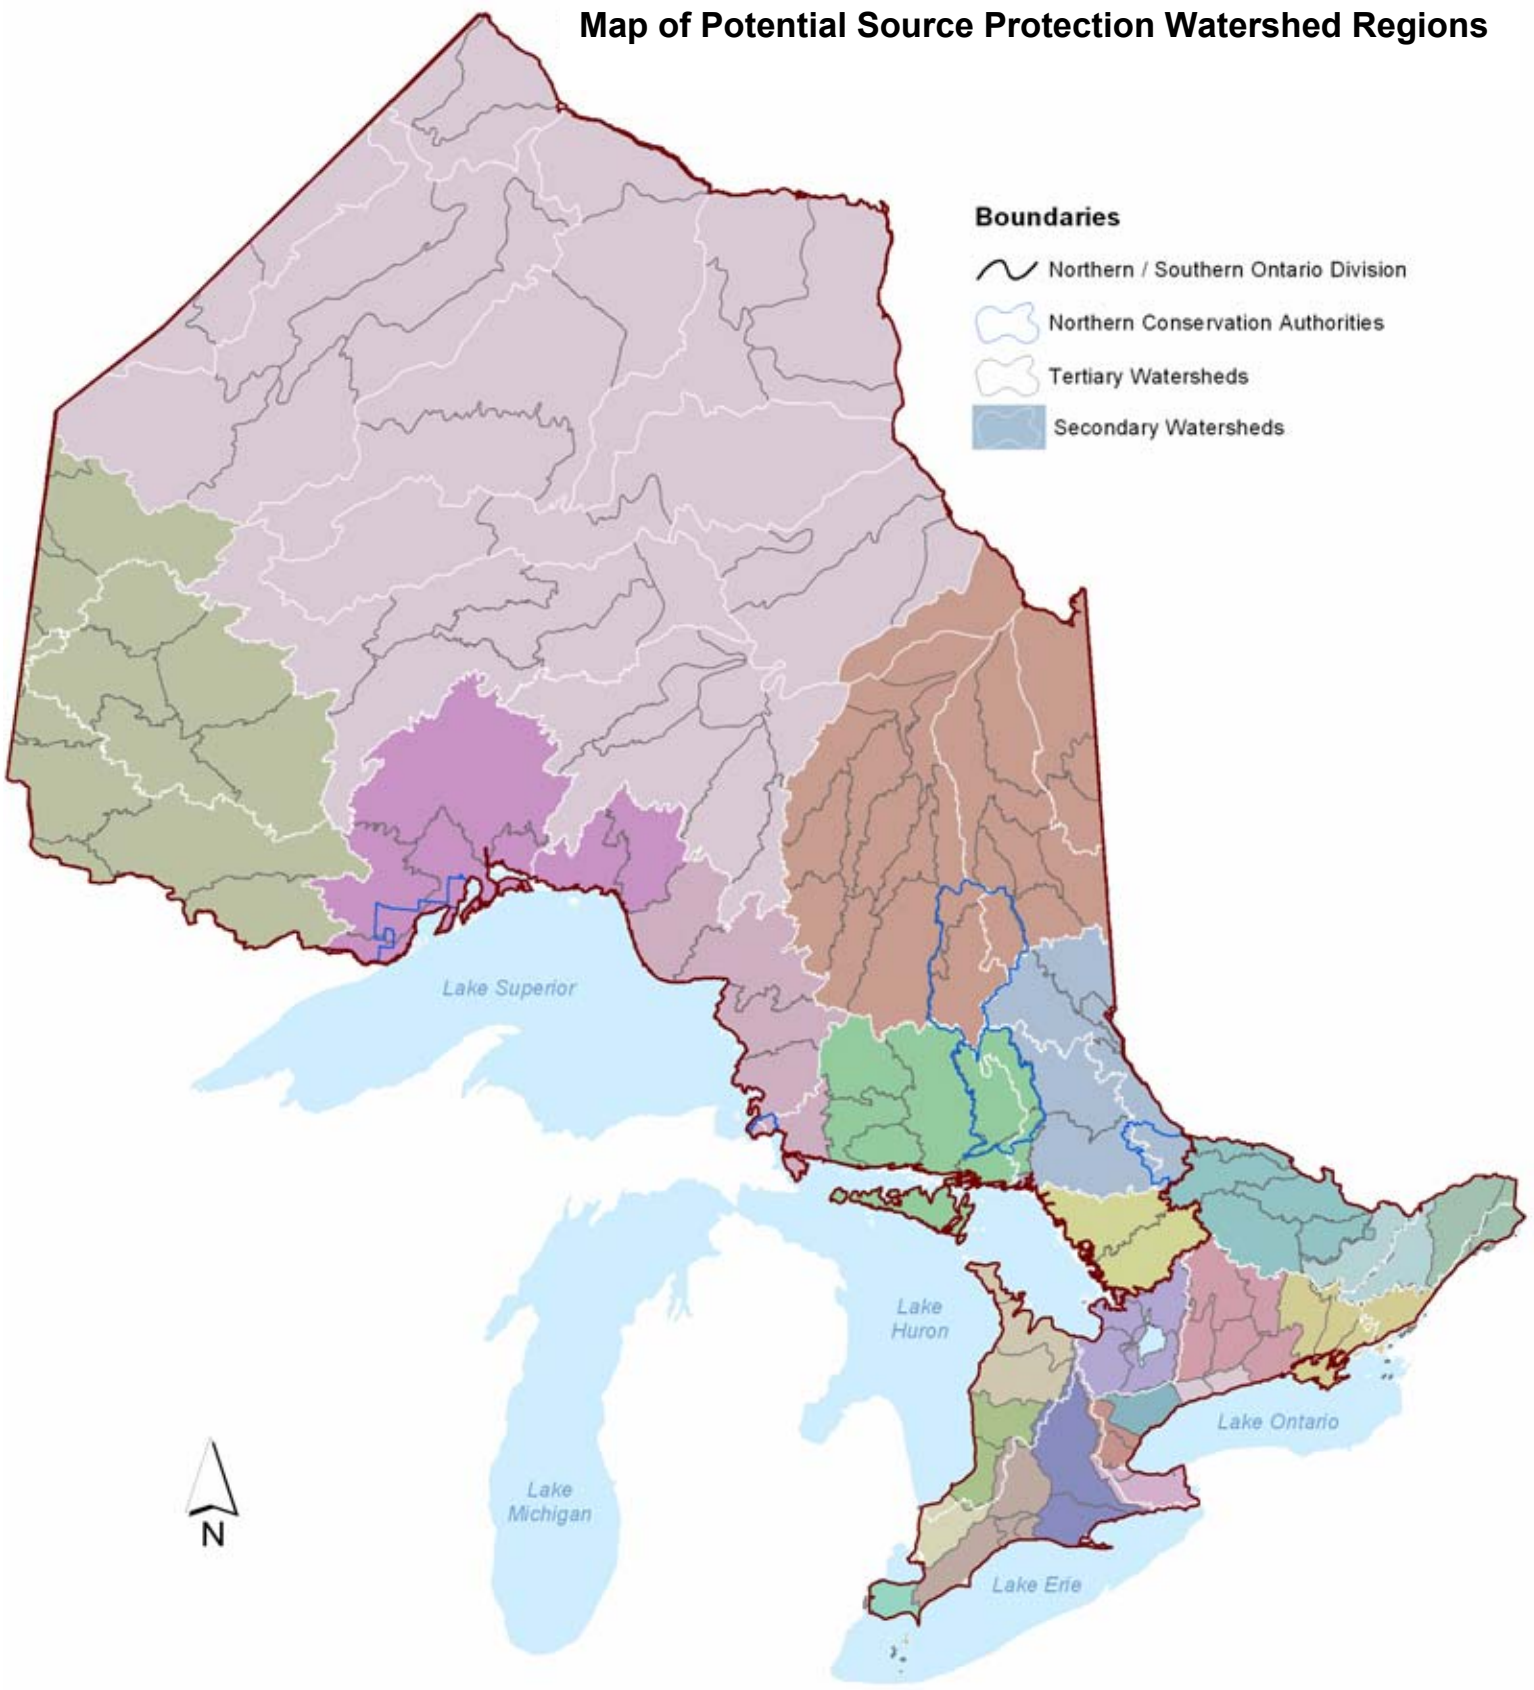 Map of Potential Source Protection Watershed Regions
Boundaries
Northern / Southern Ontario Division
Northern Conservation Authorities
Tertiary Watersheds
Secondary Watersheds
Lake Superior
Lake
Huron
Lake Ontario
Lake
Michigan
Lake Erie
N